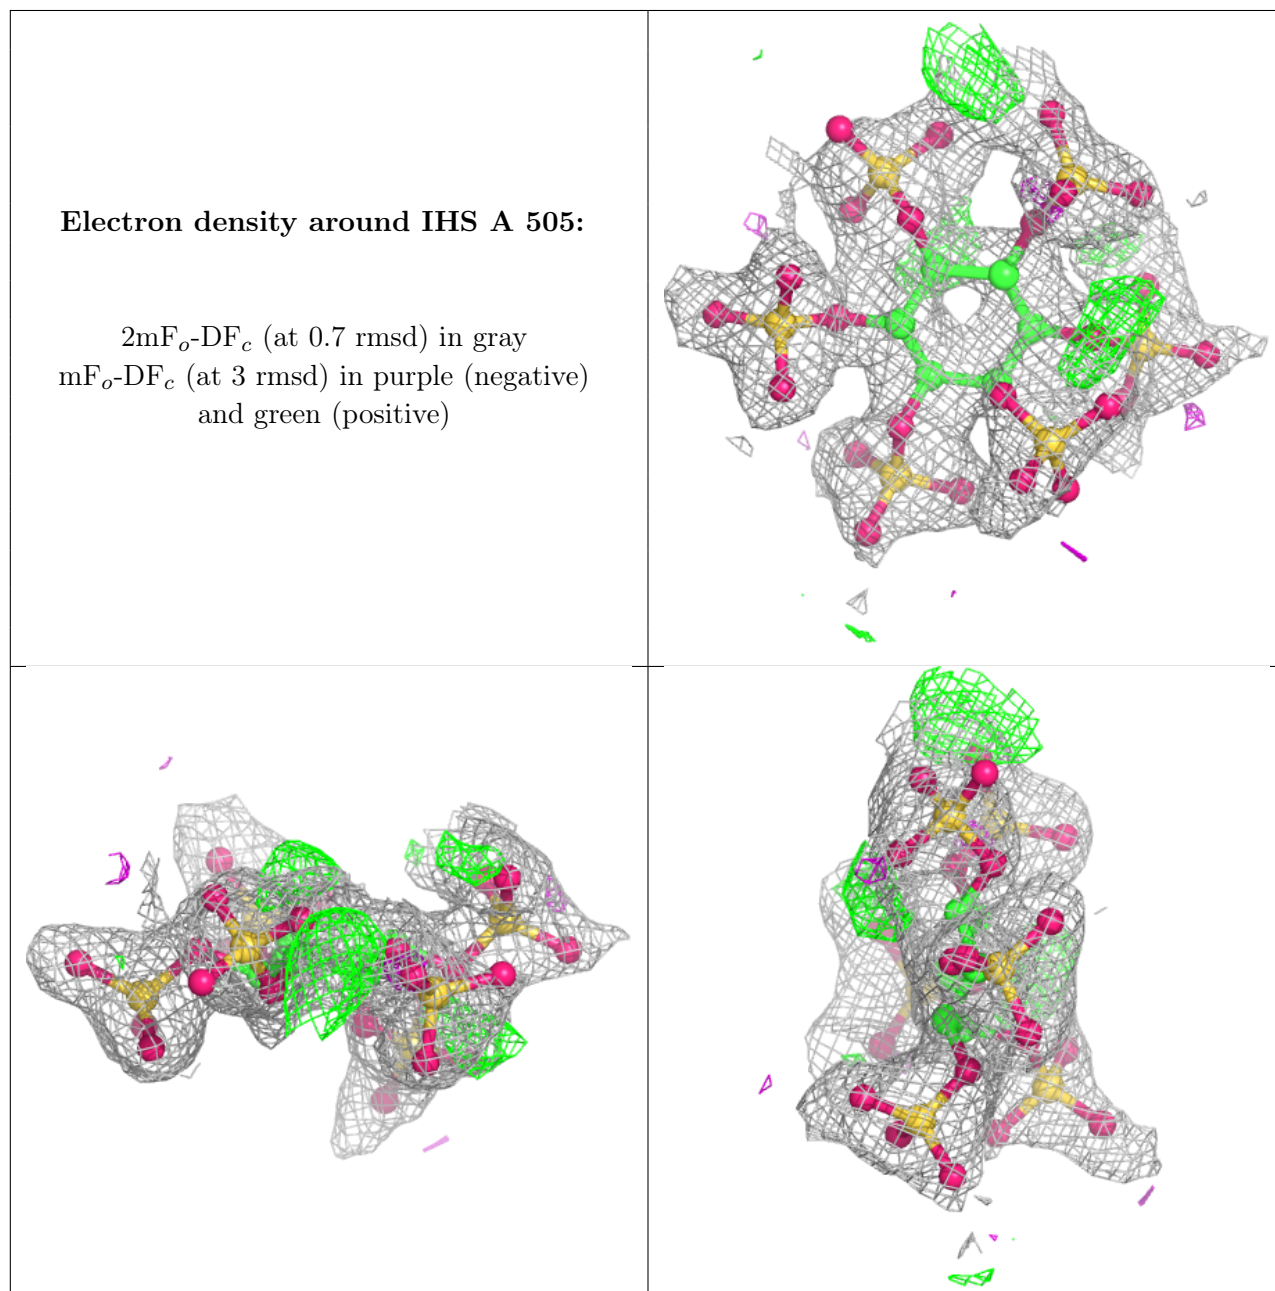 Electron density around IHS A 505:
2mFo-DFc (at 0.7 rmsd) in gray
mFo-DFc (at 3 rmsd) in purple (negative)
and green (positive)